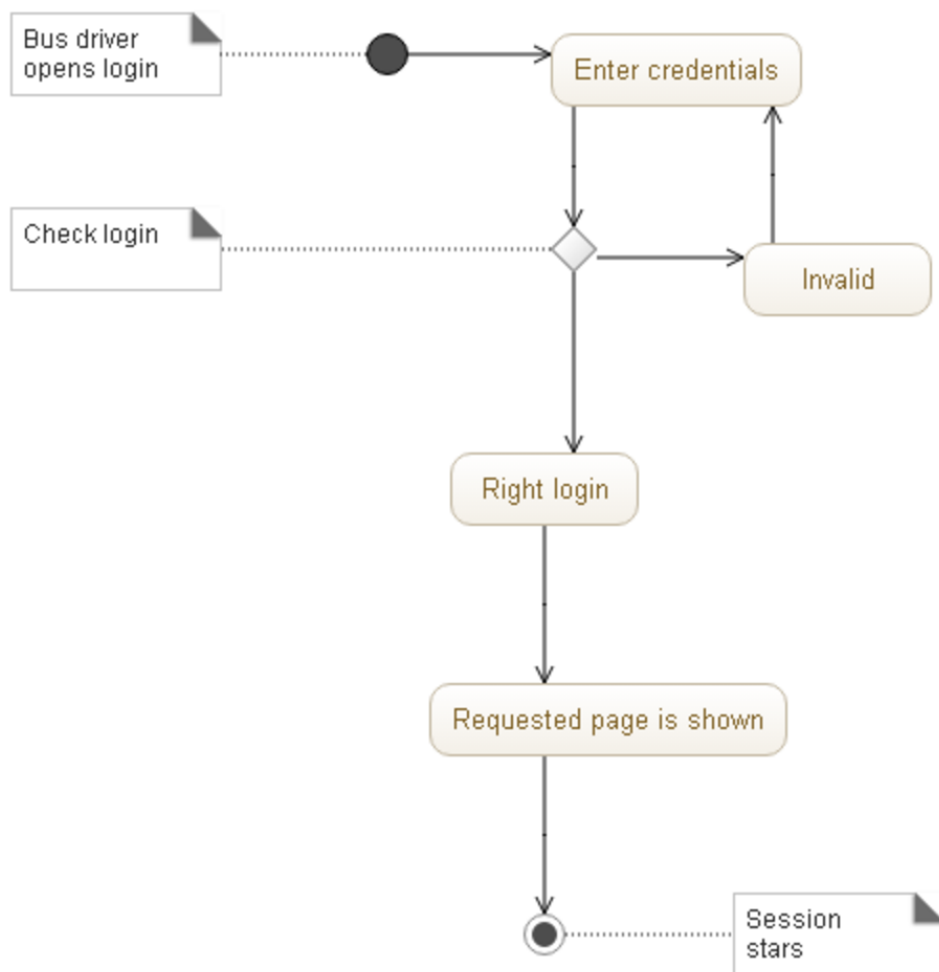 Bus driver
opens login
Enter credentials
Check login
Invalid
Right login
Requested page is shown
Session
stars